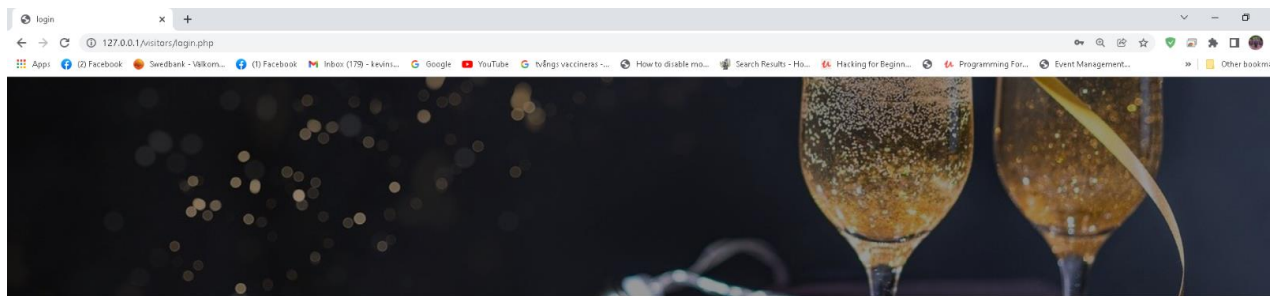 login
127.0.0.1/visitors/login.php
Apps (2) Facebook Swedbank - Välkom... (1) Facebook Inbox (179) - kevins... Google YouTube tvångs vaccineras -... How to disable mo... Search Results - Ho... Hacking for Beginn... Programming For... Event Management... » Other bookma